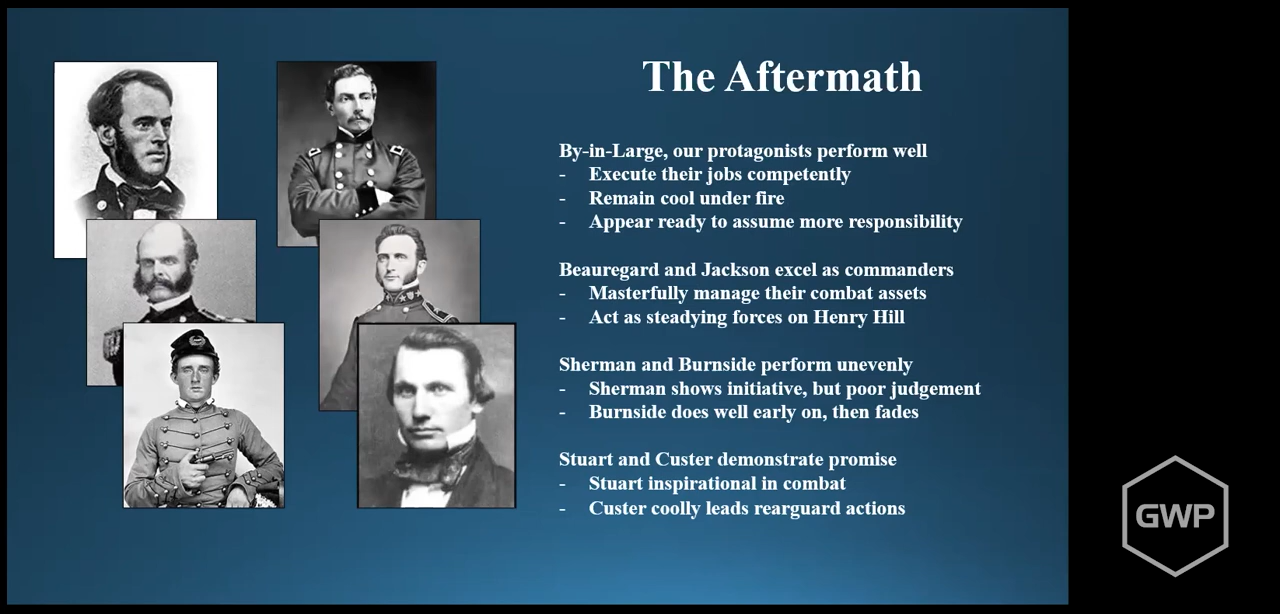 The Aftermath
By-in-Large, our protagonists perform well
- Execute their jobs competently
- Remain cool under fire
- Appear ready to assume more responsibility
Beauregard and Jackson excel as commanders
- Masterfully manage their combat assets
- Act as steadying forces on Henry Hill
Sherman and Burnside perform unevenly
- Sherman shows initiative, but poor judgement
- Burnside does well early on, then fades
Stuart and Custer demonstrate promise
- Stuart inspirational in combat
- Custer coolly leads rearguard actions
GWP